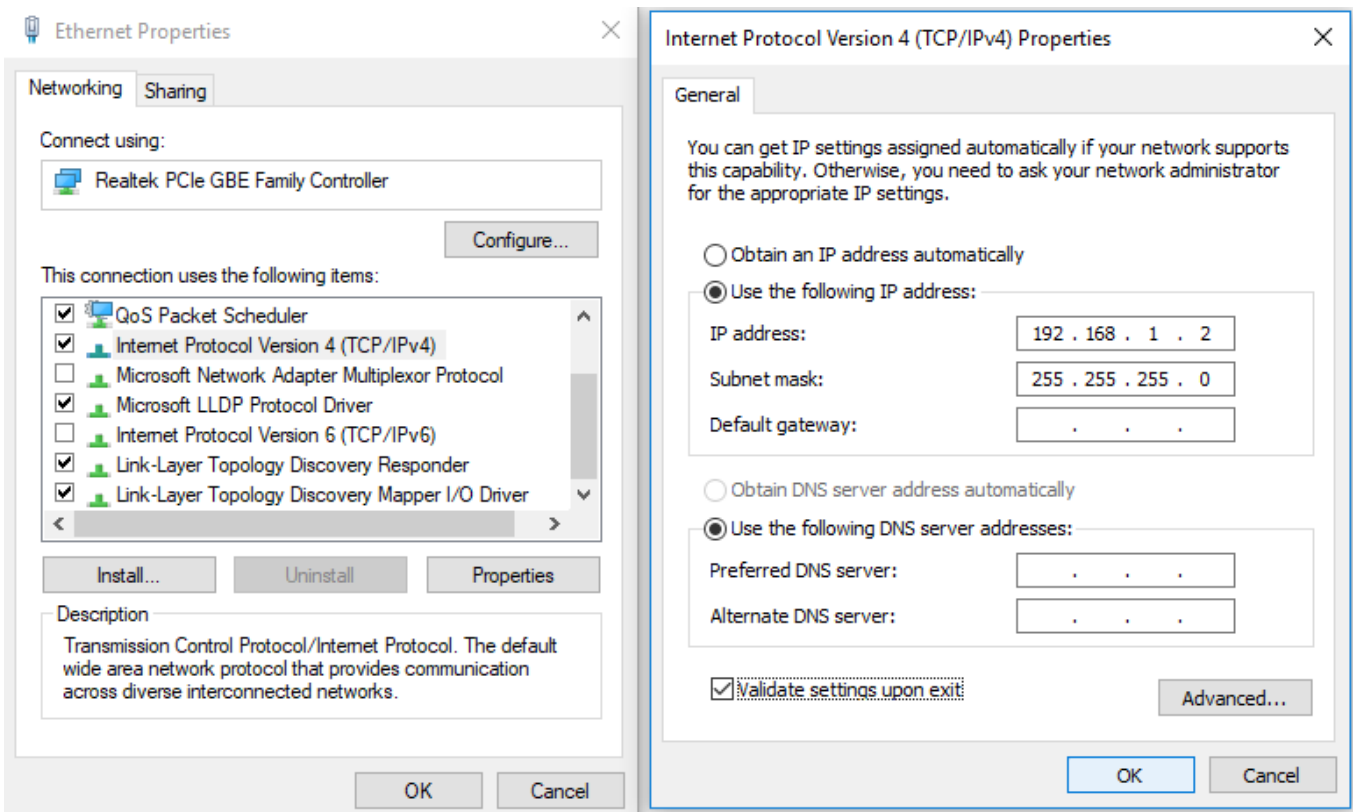 Ethernet Properties
Networking
Sharing
Connect using:
Realtek PCIe GBE Family Controller
Configure...
This connection uses the following items:
QoS Packet Scheduler
Internet Protocol Version 4 (TCP/IPv4)
Microsoft Network Adapter Multiplexor Protocol
Microsoft LLDP Protocol Driver
Internet Protocol Version 6 (TCP/IPv6)
Link-Layer Topology Discovery Responder
Link-Layer Topology Discovery Mapper I/O Driver
Install...
Uninstall
Properties
Description
Transmission Control Protocol/Internet Protocol. The default
wide area network protocol that provides communication
across diverse interconnected networks.
OK
Cancel
Internet Protocol Version 4 (TCP/IPv4) Properties
General
You can get IP settings assigned automatically if your network supports
this capability. Otherwise, you need to ask your network administrator
for the appropriate IP settings.
Obtain an IP address automatically
Use the following IP address:
IP address: 192 . 168 . 1 . 2
Subnet mask: 255 . 255 . 255 . 0
Default gateway: . . .
Obtain DNS server address automatically
Use the following DNS server addresses:
Preferred DNS server: . . .
Alternate DNS server: . . .
Validate settings upon exit
Advanced...
OK
Cancel